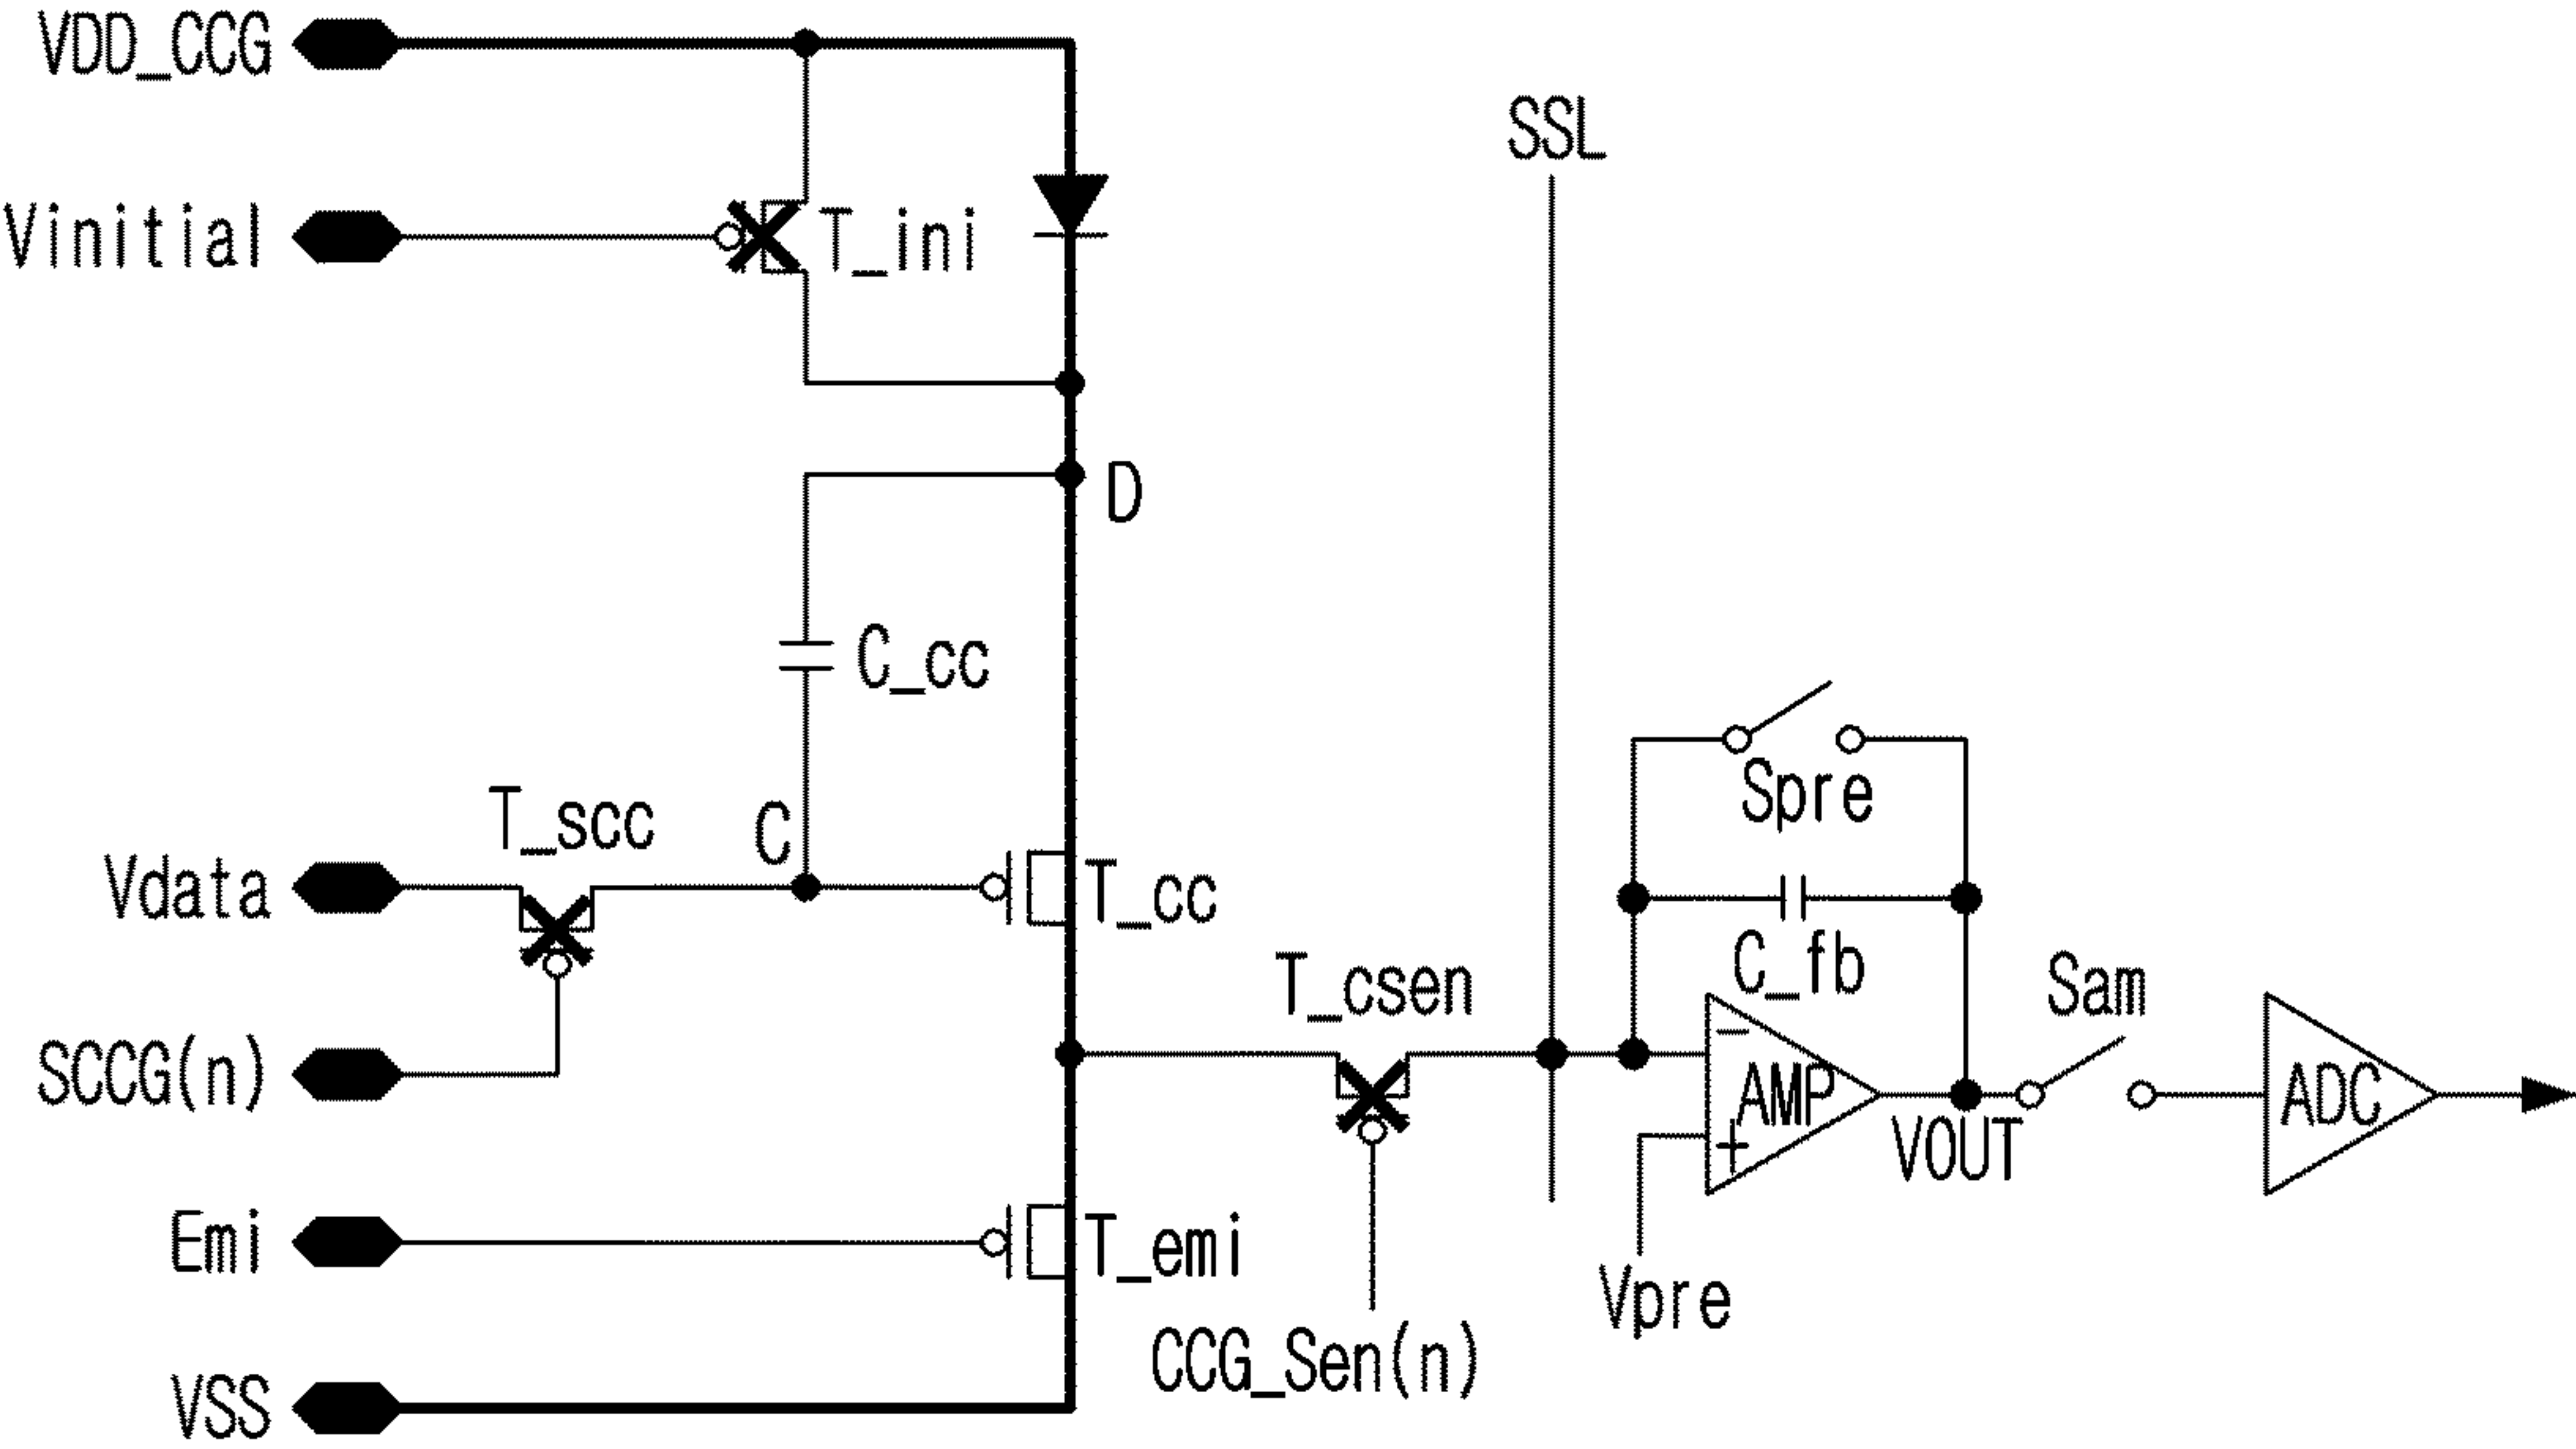 VDD_CCG
SSL
Vinitial
T_ini
D
C_cc
Spre
T_scc
C
Vdata
T_cc
C_fb
T_csen
Sam
SCCG(n)
−
AMP
+
ADC
VOUT
Emi
T_emi
Vpre
CCG_Sen(n)
VSS